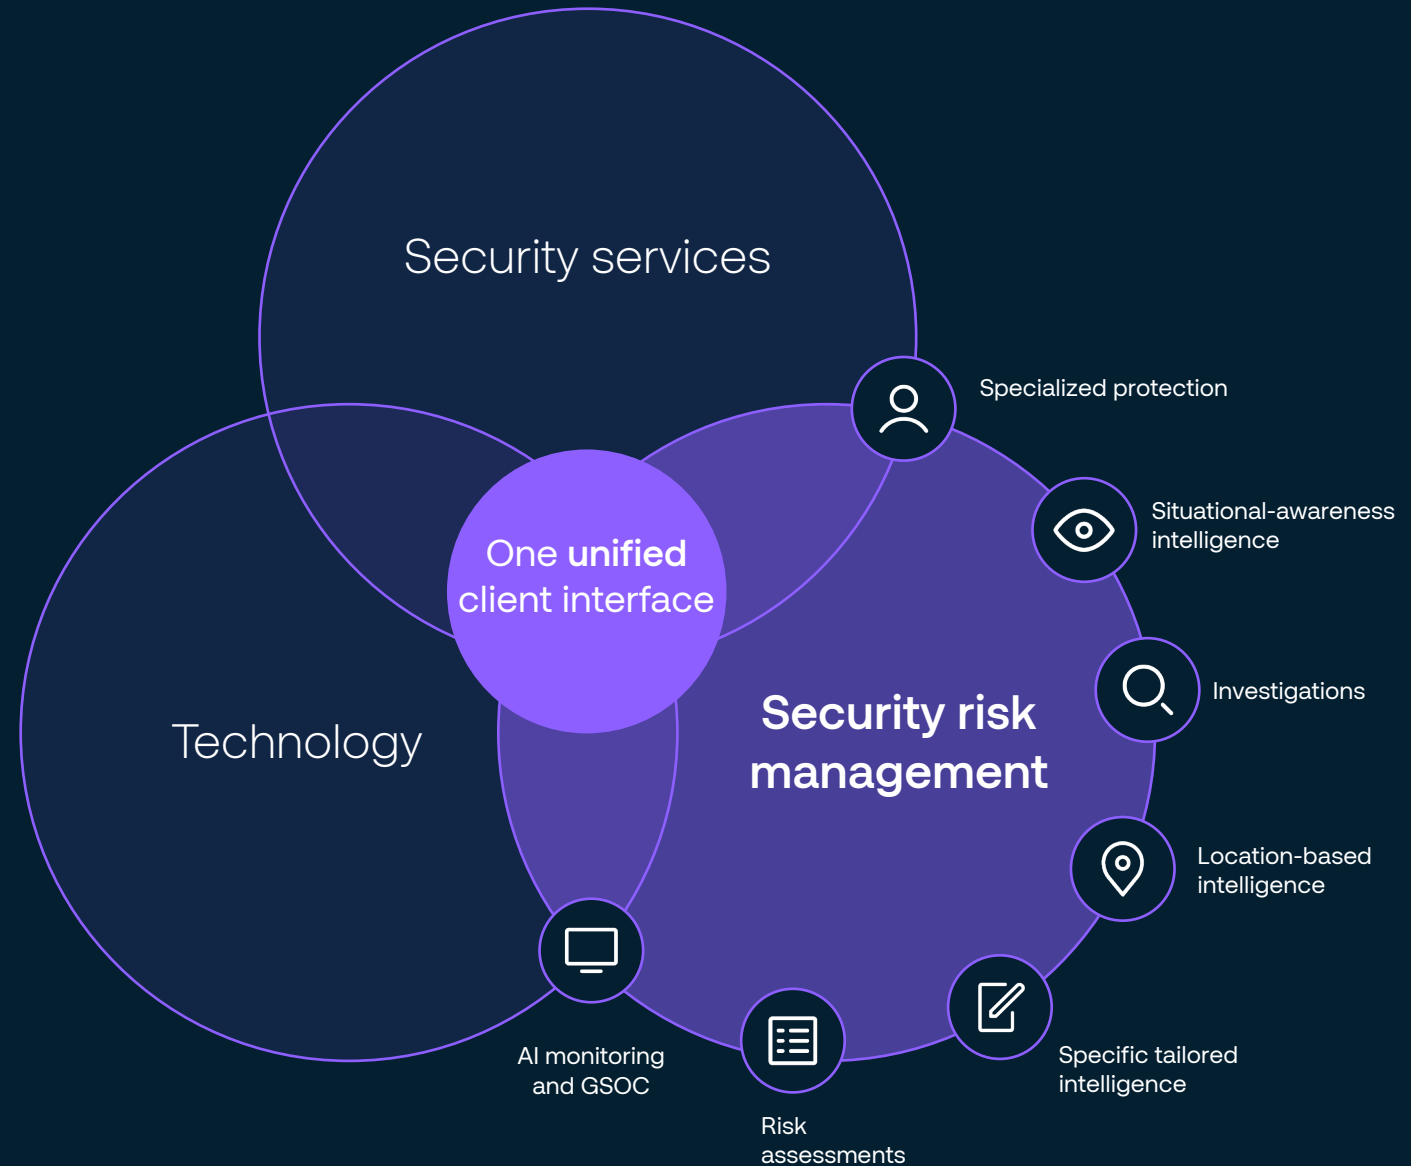 Security services
Specialized protection
Situational-awareness
intelligence
One unified
client interface
Investigations
Security risk
management
Technology
Location-based
intelligence
AI monitoring
and GSOC
Specific tailored
intelligence
Risk
assessments